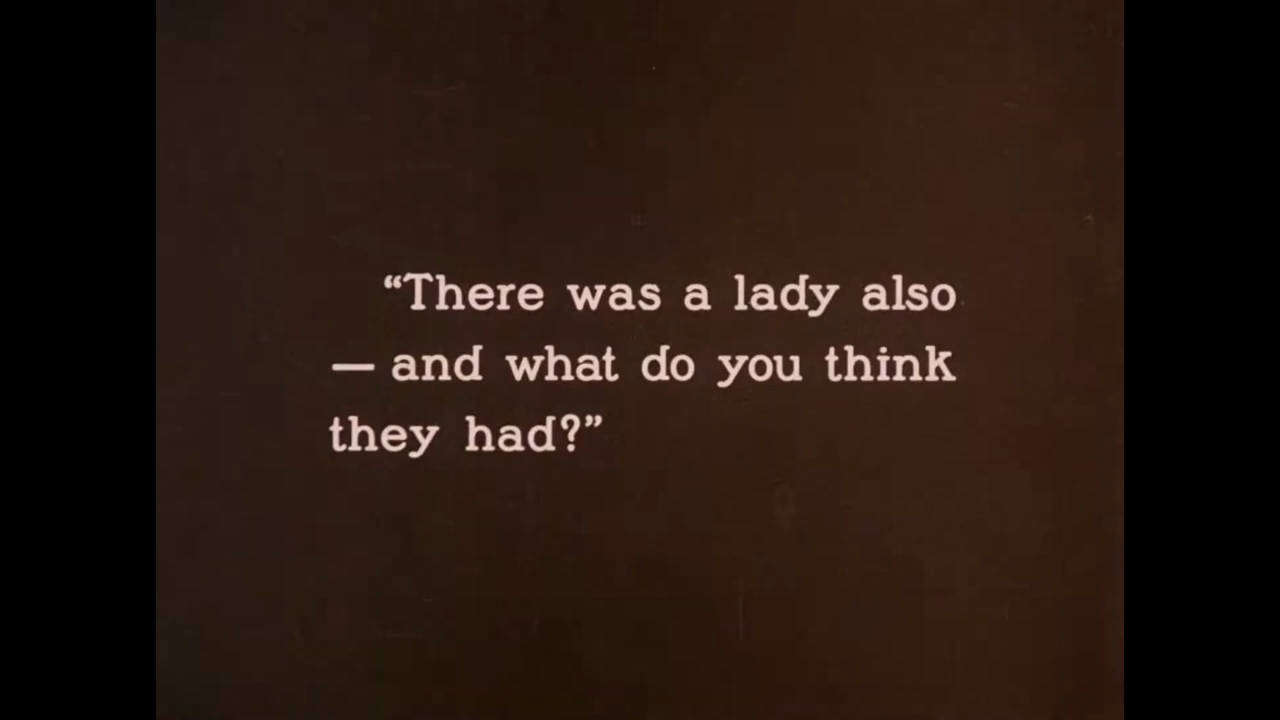 “There was a lady also
— and what do you think
they had?”